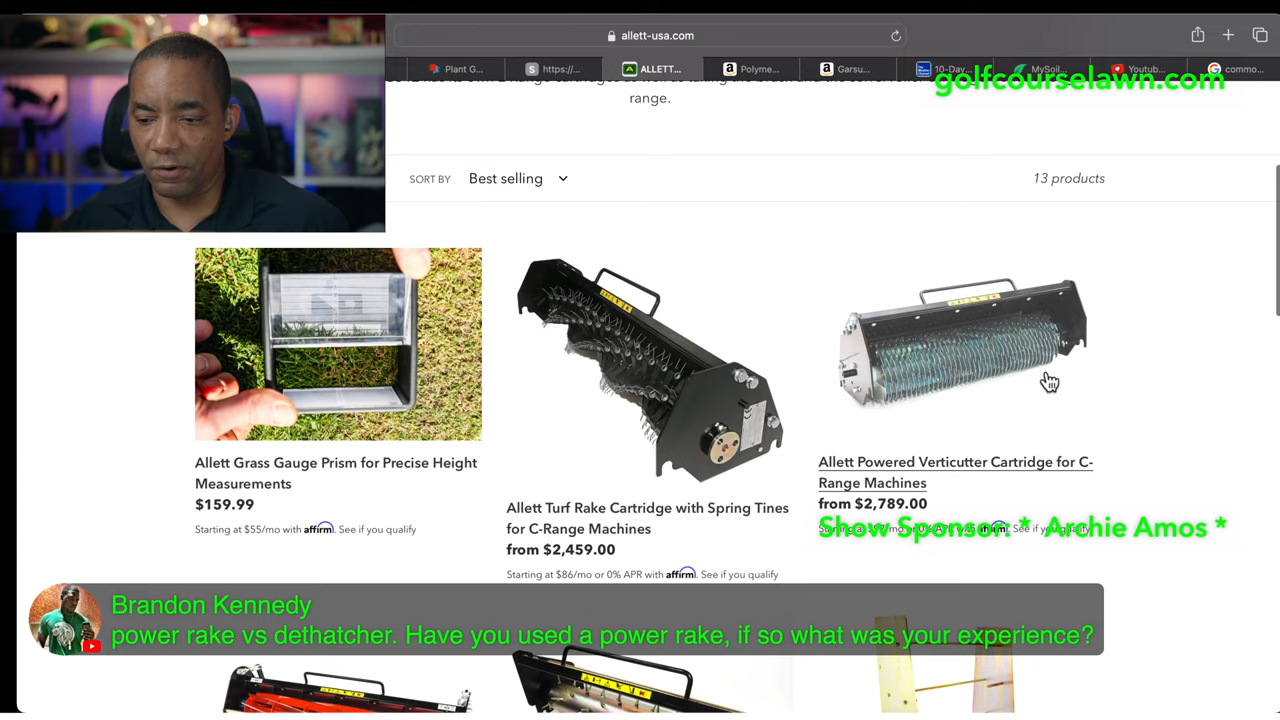 allett-usa.com
Plant G...
https:/...
ALLETT...
Polyme...
Garsu...
10-Day...
MySoil...
Youtub...
commo...
golfcourselawn.com
range.
SORT BY Best selling
13 products
Allett Grass Gauge Prism for Precise Height
Measurements
$159.99
Starting at $55/mo with affirm. See if you qualify
Allett Turf Rake Cartridge with Spring Tines
for C-Range Machines
from $2,459.00
Starting at $86/mo or 0% APR with affirm. See if you qualify
Allett Powered Verticutter Cartridge for C-
Range Machines
from $2,789.00
Show Sponsor: * Archie Amos *
Brandon Kennedy
power rake vs dethatcher. Have you used a power rake, if so what was your experience?